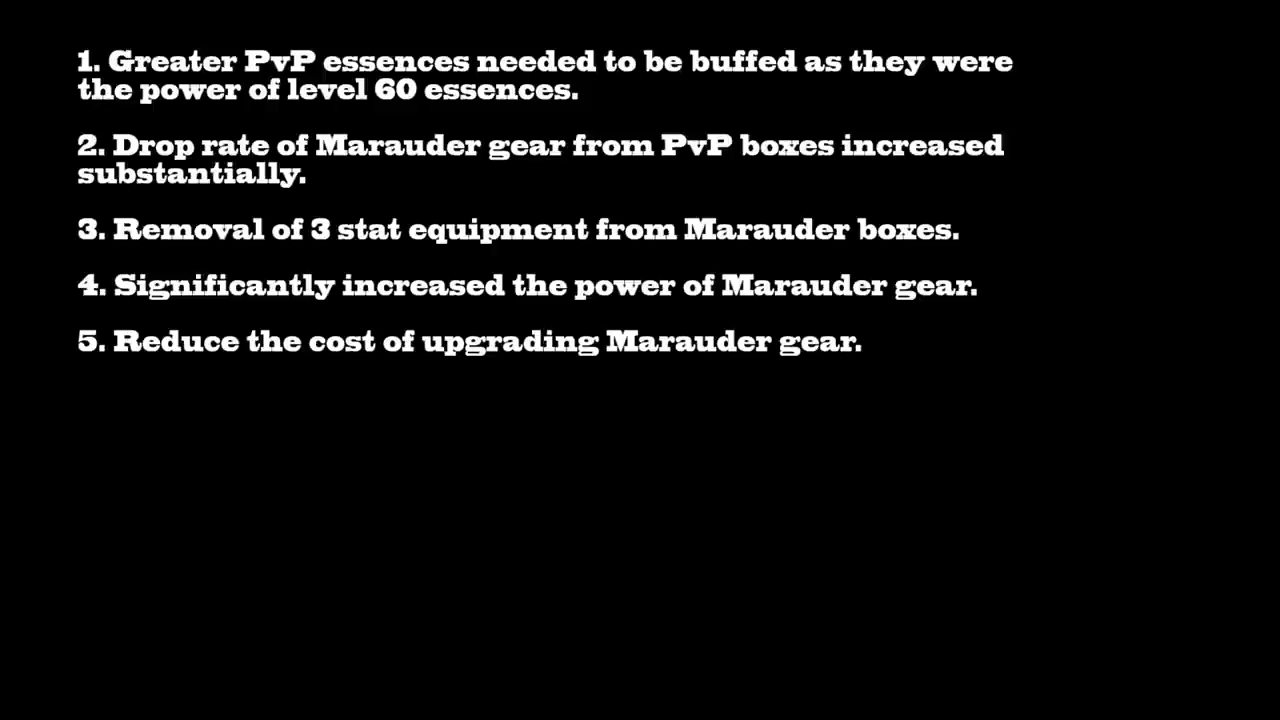 1. Greater PvP essences needed to be buffed as they were
the power of level 60 essences.
2. Drop rate of Marauder gear from PvP boxes increased
substantially.
3. Removal of 3 stat equipment from Marauder boxes.
4. Significantly increased the power of Marauder gear.
5. Reduce the cost of upgrading Marauder gear.